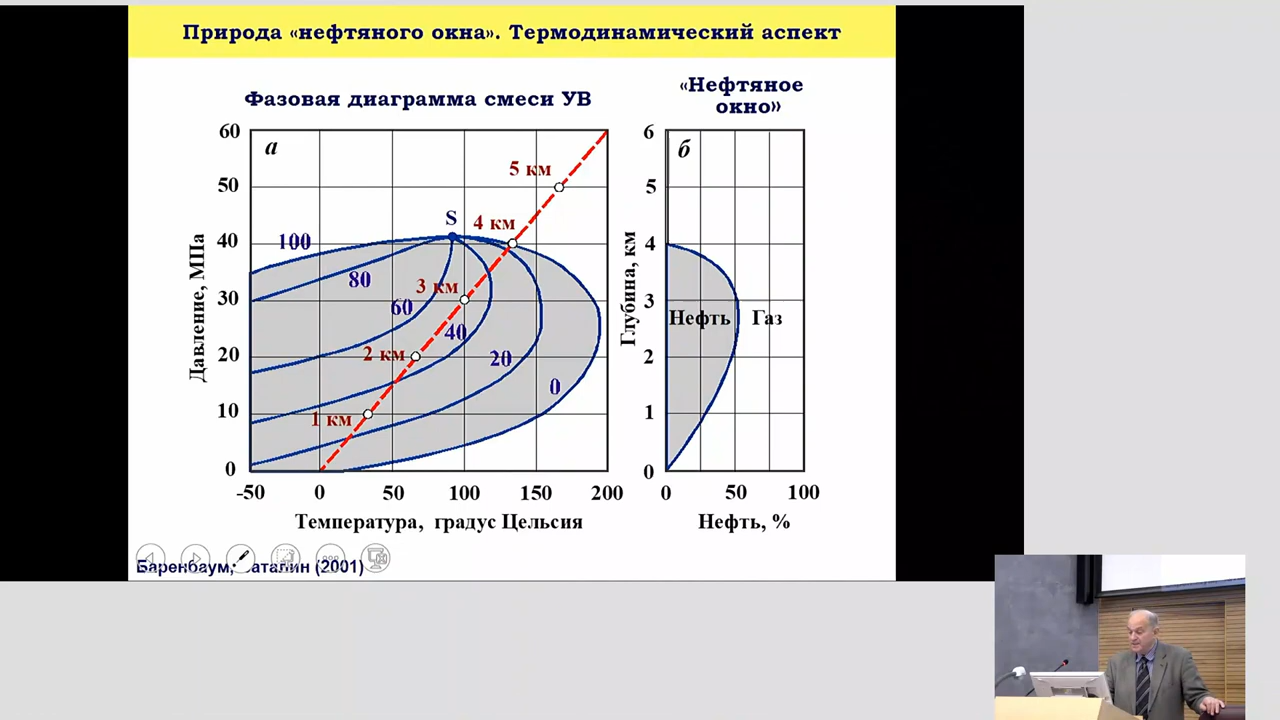 Природа «нефтяного окна». Термодинамический аспект
Фазовая диаграмма смеси УВ
«Нефтяное
окно»
60
50
40
30
20
10
0
Давление, МПа
а
5 км
S
4 км
100
80
3 км
60
40
2 км
20
0
1 км
-50
0
50
100
150
200
Температура, градус Цельсия
6
5
4
3
2
1
0
Глубина, км
б
Нефть
Газ
0
50
100
Нефть, %
Баренбаум, Баталин (2001)